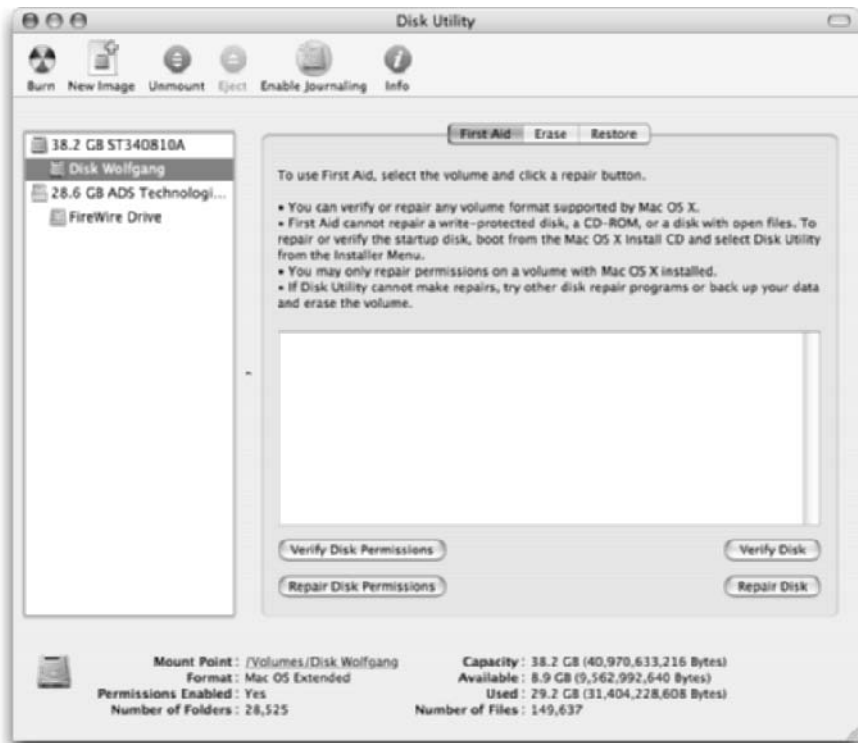 Disk Utility
Burn New Image Unmount Eject Enable Journaling Info
38.2 GB ST340810A
Disk Wolfgang
28.6 GB ADS Technologi...
FireWire Drive
First Aid Erase Restore
To use First Aid, select the volume and click a repair button.
• You can verify or repair any volume format supported by Mac OS X.
• First Aid cannot repair a write-protected disk, a CD-ROM, or a disk with open files. To
repair or verify the startup disk, boot from the Mac OS X Install CD and select Disk Utility
from the Installer Menu.
• You may only repair permissions on a volume with Mac OS X installed.
• If Disk Utility cannot make repairs, try other disk repair programs or back up your data
and erase the volume.
Verify Disk Permissions Verify Disk
Repair Disk Permissions Repair Disk
Mount Point : /Volumes/Disk Wolfgang Capacity : 38.2 GB (40,970,633,216 Bytes)
Format : Mac OS Extended Available : 8.9 GB (9,562,992,640 Bytes)
Permissions Enabled : Yes Used : 29.2 GB (31,404,228,608 Bytes)
Number of Folders : 28,525 Number of Files : 149,637